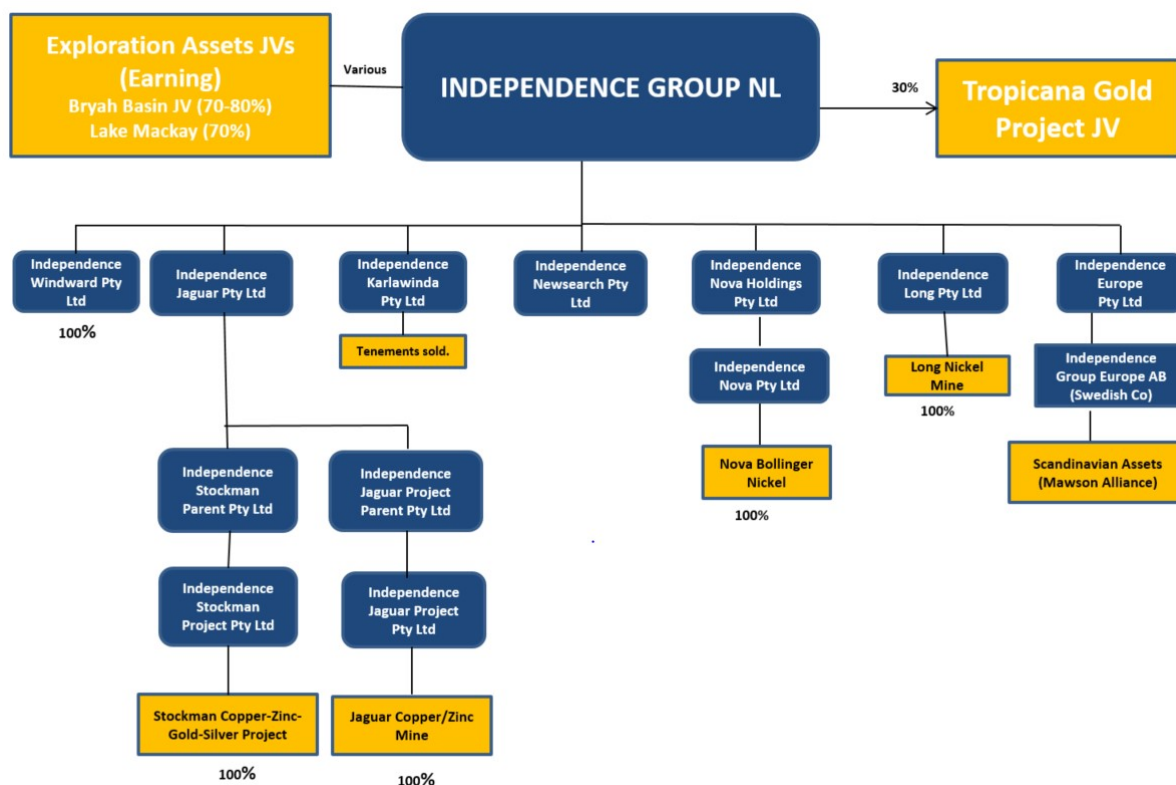 Exploration Assets JVs
(Earning)
Bryah Basin JV (70-80%)
Lake Mackay (70%)
Various
INDEPENDENCE GROUP NL
30%
Tropicana Gold
Project JV
Independence
Windward Pty
Ltd
100%
Independence
Jaguar Pty Ltd
Independence
Karlawinda
Pty Ltd
Tenements sold.
Independence
Newsearch Pty
Ltd
Independence
Nova Holdings
Pty Ltd
Independence
Long Pty Ltd
Independence
Europe
Pty Ltd
Independence
Nova Pty Ltd
Long Nickel
Mine
100%
Independence
Group Europe AB
(Swedish Co)
Independence
Stockman
Parent Pty Ltd
Independence
Jaguar Project
Parent Pty Ltd
Nova Bollinger
Nickel
100%
Scandinavian Assets
(Mawson Alliance)
Independence
Stockman
Project Pty Ltd
Independence
Jaguar Project
Pty Ltd
Stockman Copper-Zinc-
Gold-Silver Project
100%
Jaguar Copper/Zinc
Mine
100%